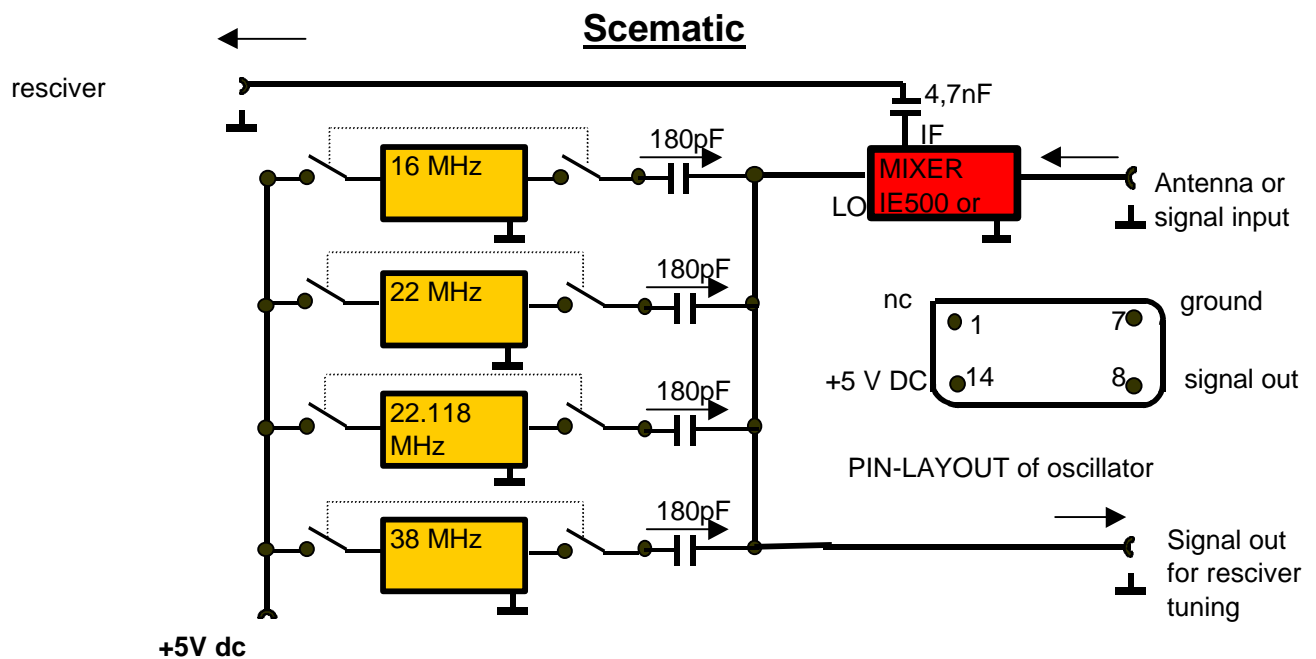 Scematic
resciver
4,7nF
IF
180pF
16 MHz
MIXER
IE500 or
LO
Antenna or
signal input
180pF
22 MHz
nc
ground
1
7
+5 V DC
14
8
signal out
180pF
22.118
MHz
PIN-LAYOUT of oscillator
180pF
38 MHz
Signal out
for resciver
tuning
+5V dc